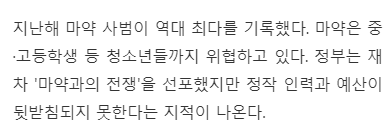 지난해 마약 사범이 역대 최다를 기록했다. 마약은 중
·고등학생 등 청소년들까지 위협하고 있다. 정부는 재
차 '마약과의 전쟁'을 선포했지만 정작 인력과 예산이
뒷받침되지 못한다는 지적이 나온다.